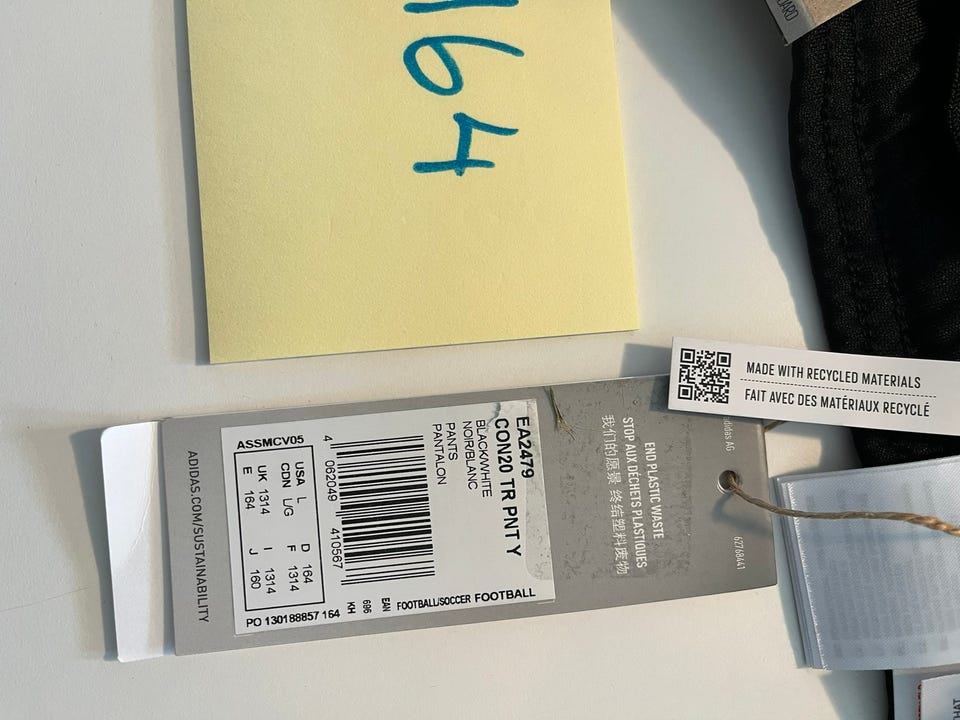 164
EA2479
CON20 TR PNT Y
BLACK/WHITE
NOIR/BLANC
PANTS
PANTALON
4 062049 410567
ASSMCV05
USA L D 164
CDN L/G F 1314
UK 1314 I 1314
E 164 J 160
EAN FOOTBALL/SOCCER FOOTBALL
696
KH
PO 130188857 164
ADIDAS.COM/SUSTAINABILITY
END PLASTIC WASTE
STOP AUX DÉCHETS PLASTIQUES
我们的愿景 终结塑料废物
adidas AG
62768441
MADE WITH RECYCLED MATERIALS
FAIT AVEC DES MATÉRIAUX RECYCLÉ